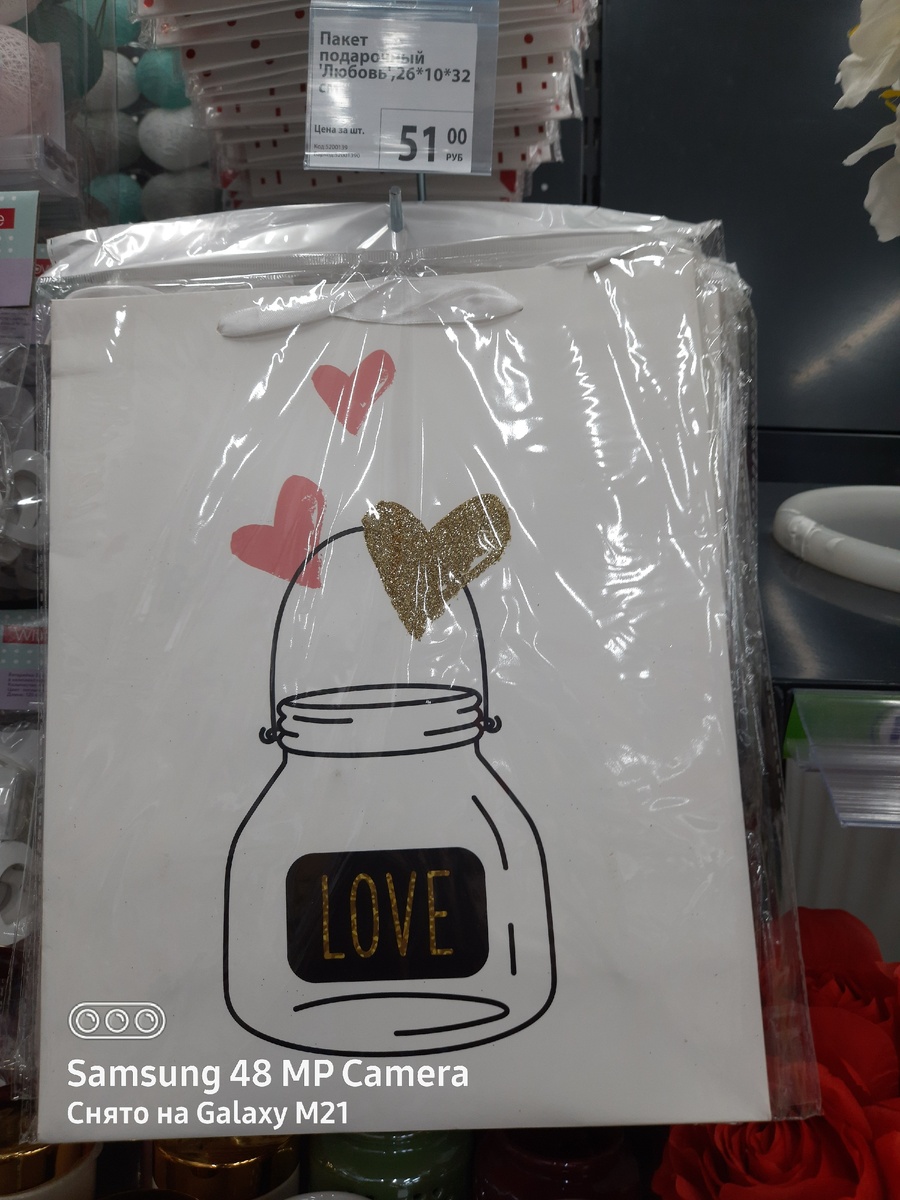 Пакет
подарочный
'Любовь',26*10*32
см
Цена за шт.
51 00
РУБ
LOVE
Samsung 48 MP Camera
Снято на Galaxy M21